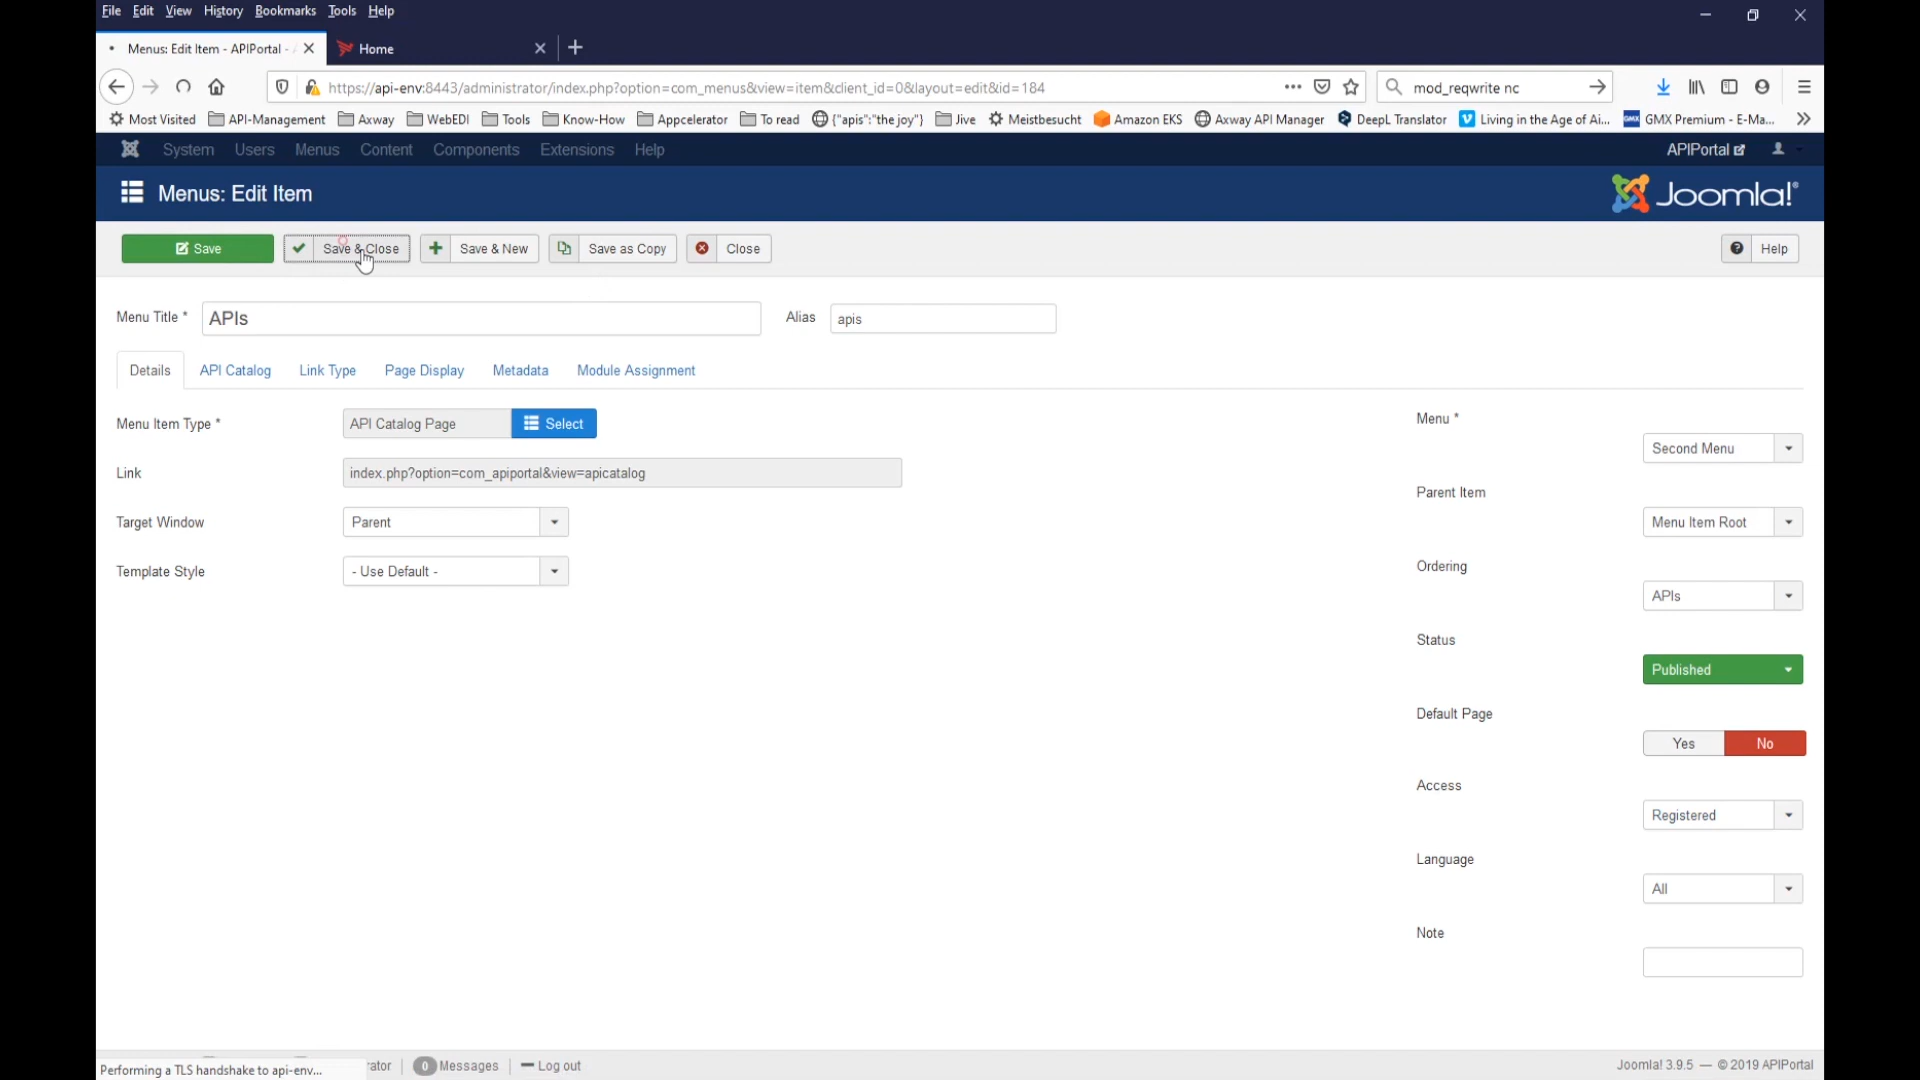 File Edit View History Bookmarks Tools Help
Menus: Edit Item - APIPortal - Home
https://api-env:8443/administrator/index.php?option=com_menus&view=item&client_id=0&layout=edit&id=184 mod_reqwrite nc
Most Visited API-Management Axway WebEDI Tools Know-How Appcelerator To read {"apis":"the joy"} Jive Meistbesucht Amazon EKS Axway API Manager DeepL Translator Living in the Age of Ai... GMX GMX Premium - E-Ma...
System Users Menus Content Components Extensions Help APIPortal
Menus: Edit Item Joomla!®
Save Save & Close Save & New Save as Copy Close Help
Menu Title * APIs Alias apis
Details API Catalog Link Type Page Display Metadata Module Assignment
Menu Item Type * API Catalog Page Select
Link index.php?option=com_apiportal&view=apicatalog
Target Window Parent
Template Style - Use Default -
Menu *
Second Menu
Parent Item
Menu Item Root
Ordering
APIs
Status
Published
Default Page
Yes No
Access
Registered
Language
All
Note
Performing a TLS handshake to api-env... 0 Messages Log out Joomla! 3.9.5 — © 2019 APIPortal